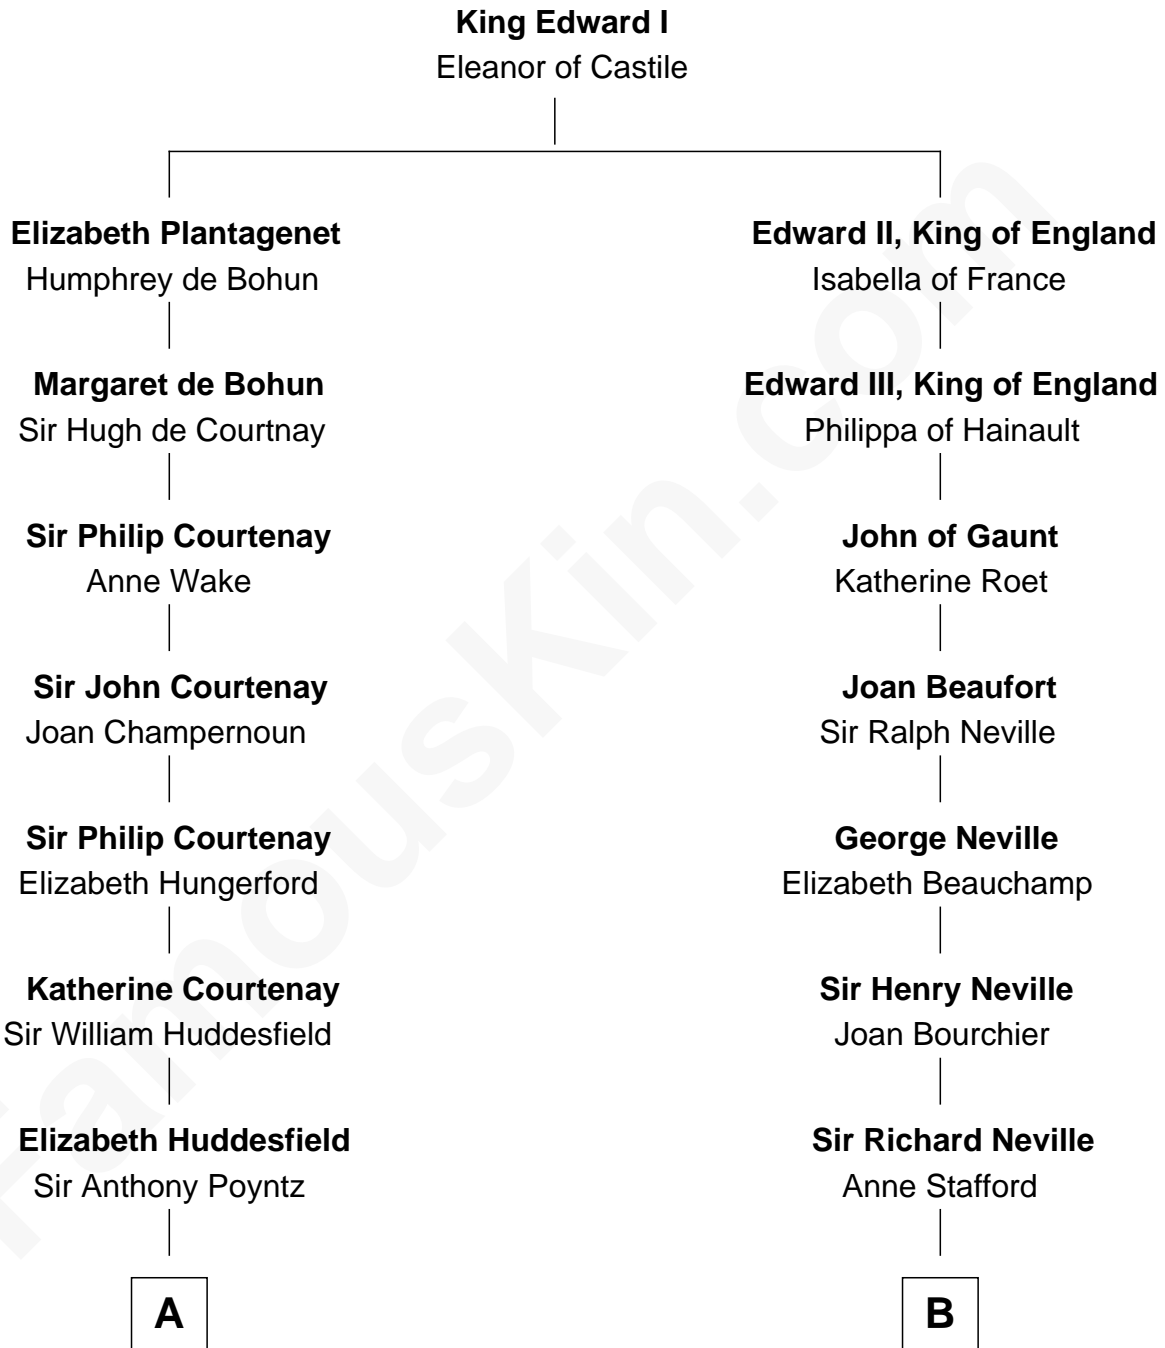 King Edward I
Eleanor of Castile
Elizabeth Plantagenet
Humphrey de Bohun
Margaret de Bohun
Sir Hugh de Courtnay
Sir Philip Courtenay
Anne Wake
Sir John Courtenay
Joan Champernoun
Sir Philip Courtenay
Elizabeth Hungerford
Katherine Courtenay
Sir William Huddesfield
Elizabeth Huddesfield
Sir Anthony Poyntz
A
Edward II, King of England
Isabella of France
Edward III, King of England
Philippa of Hainault
John of Gaunt
Katherine Roet
Joan Beaufort
Sir Ralph Neville
George Neville
Elizabeth Beauchamp
Sir Henry Neville
Joan Bourchier
Sir Richard Neville
Anne Stafford
B
FamousKin.com